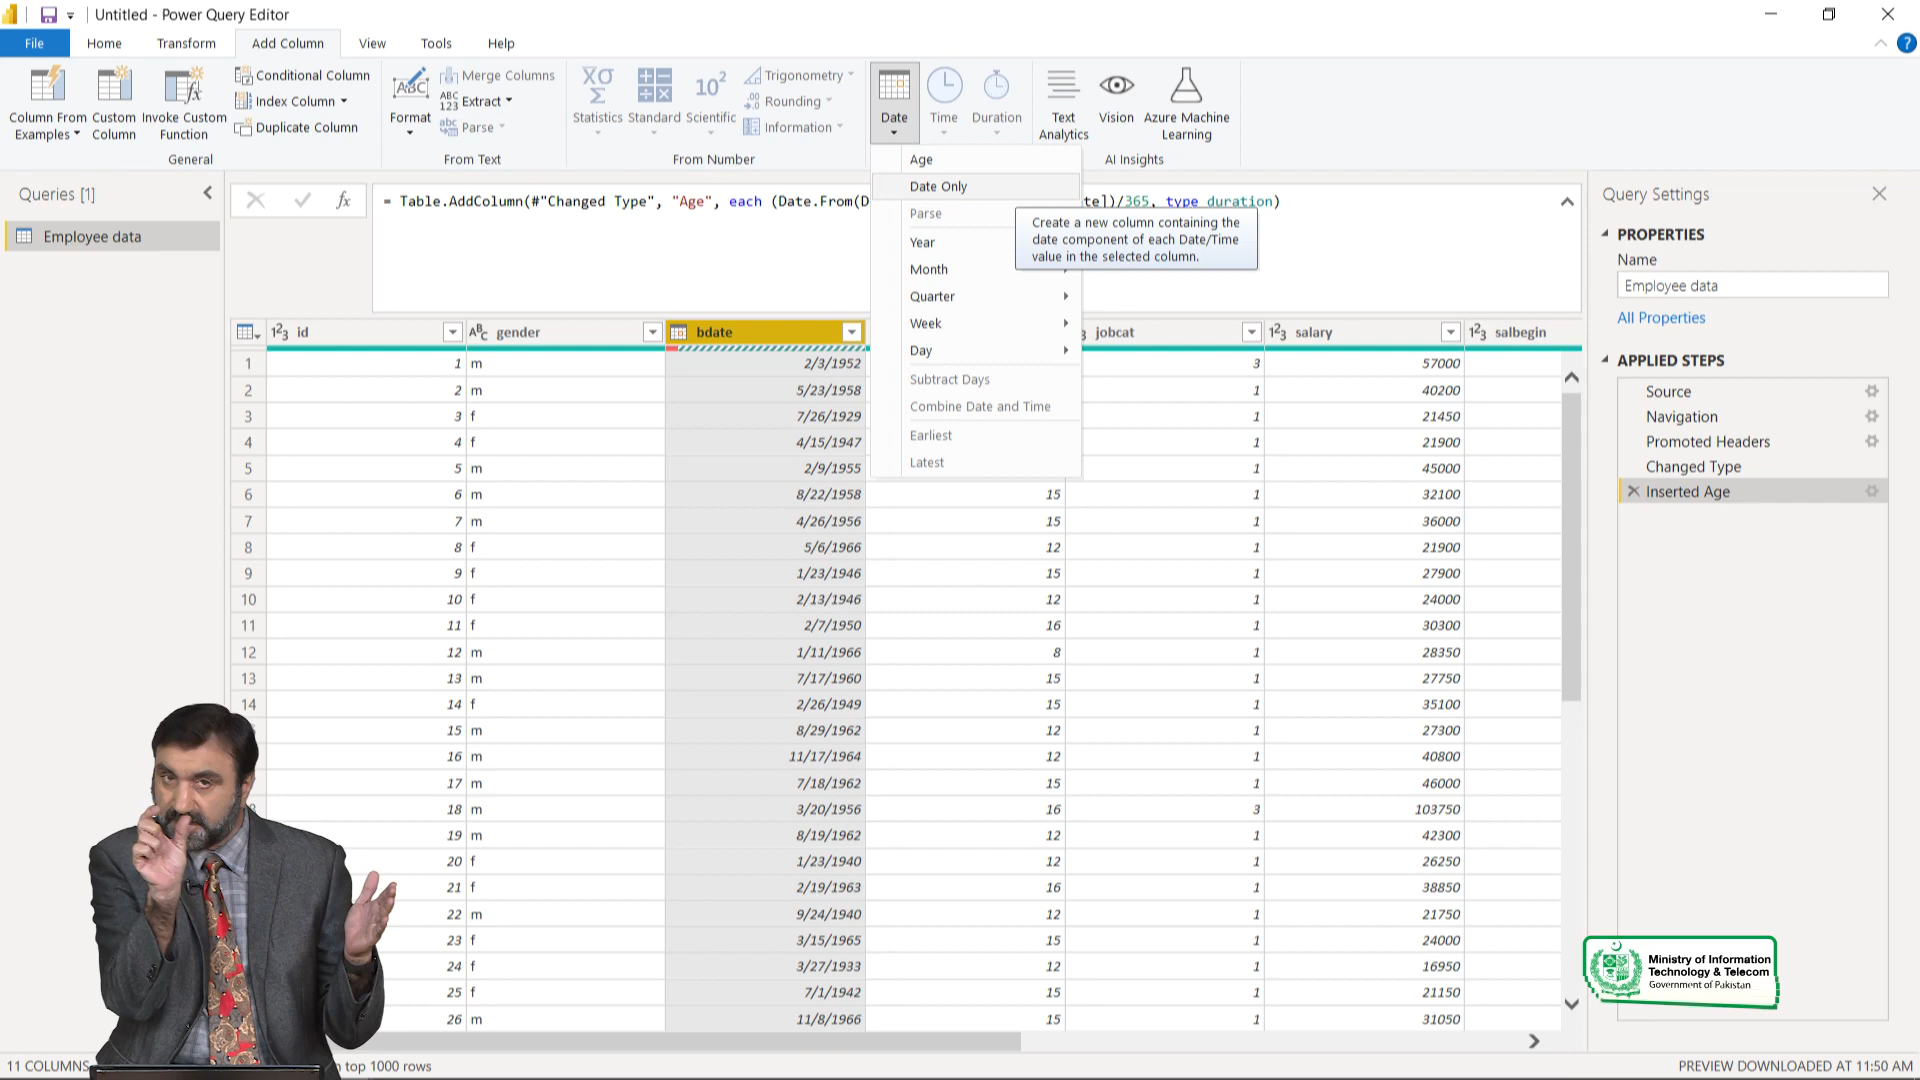 Untitled - Power Query Editor
File Home Transform Add Column View Tools Help
Column From Examples
Custom Column
Invoke Custom Function
Conditional Column
Index Column
Duplicate Column
General
Format
Merge Columns
Extract
Parse
From Text
Statistics
Standard
Scientific
Trigonometry
Rounding
Information
From Number
Date
Time
Duration
Text Analytics
Vision
Azure Machine Learning
AI Insights
Queries [1]
Employee data
= Table.AddColumn(#"Changed Type", "Age", each (Date.From(D
te])/365, type duration)
Age
Date Only
Parse
Year
Month
Quarter
Week
Day
Subtract Days
Combine Date and Time
Earliest
Latest
Create a new column containing the
date component of each Date/Time
value in the selected column.
id gender bdate jobcat salary salbegin
1 1 m 2/3/1952 3 57000
2 2 m 5/23/1958 1 40200
3 3 f 7/26/1929 1 21450
4 4 f 4/15/1947 1 21900
5 5 m 2/9/1955 1 45000
6 6 m 8/22/1958 15 1 32100
7 7 m 4/26/1956 15 1 36000
8 8 f 5/6/1966 12 1 21900
9 9 f 1/23/1946 15 1 27900
10 10 f 2/13/1946 12 1 24000
11 11 f 2/7/1950 16 1 30300
12 12 m 1/11/1966 8 1 28350
13 13 m 7/17/1960 15 1 27750
14 14 f 2/26/1949 15 1 35100
15 m 8/29/1962 12 1 27300
16 m 11/17/1964 12 1 40800
17 m 7/18/1962 15 1 46000
18 m 3/20/1956 16 3 103750
19 m 8/19/1962 12 1 42300
20 f 1/23/1940 12 1 26250
21 f 2/19/1963 16 1 38850
22 m 9/24/1940 12 1 21750
23 f 3/15/1965 15 1 24000
24 f 3/27/1933 12 1 16950
25 f 7/1/1942 15 1 21150
26 m 11/8/1966 15 1 31050
Query Settings
PROPERTIES
Name
Employee data
All Properties
APPLIED STEPS
Source
Navigation
Promoted Headers
Changed Type
Inserted Age
Ministry of Information
Technology & Telecom
Government of Pakistan
11 COLUMNS
top 1000 rows
PREVIEW DOWNLOADED AT 11:50 AM